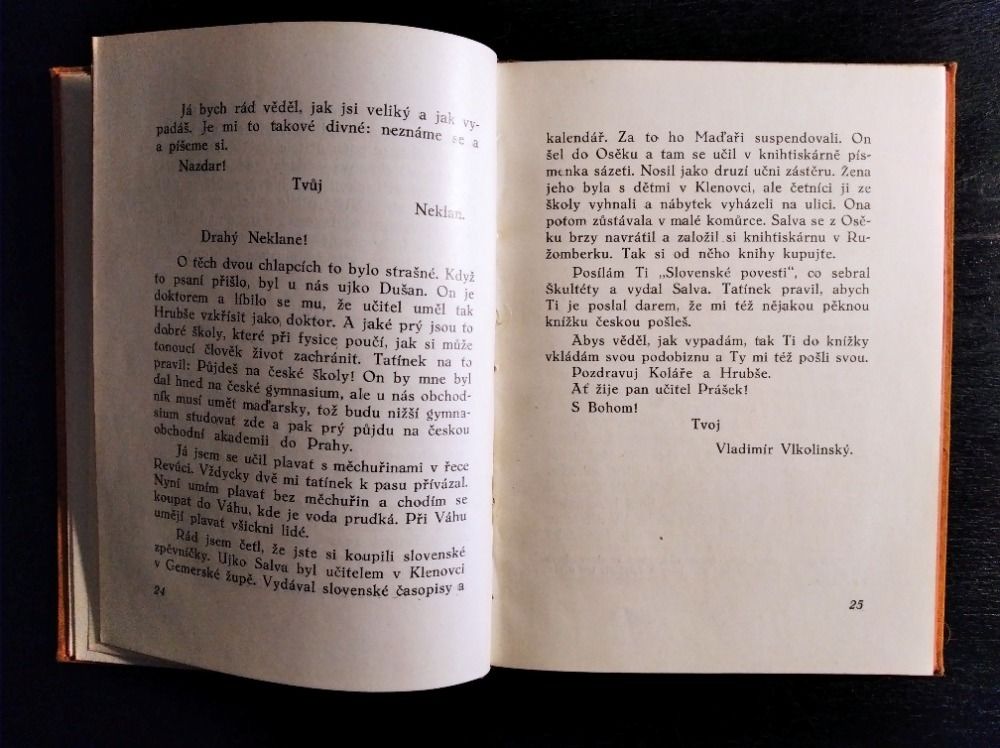 Já bych rád věděl, jak jsi veliký a jak vy-
padáš. Je mi to takové divné: neznáme se a
a píšeme si.
Nazdar!
Tvůj
Neklan.
Drahý Neklane!
O těch dvou chlapcích to bylo strašné. Když
to psaní přišlo, byl u nás ujko Dušan. On je
doktorem a líbilo se mu, že učitel uměl tak
Hrubše vzkřísit jako doktor. A jaké prý jsou to
dobré školy, které při fysice poučí, jak si může
tonoucí člověk život zachránit. Tatínek na to
pravil: Půjdeš na české školy! On by mne byl
dal hned na české gymnasium, ale u nás obchod-
ník musí umět maďarsky, tož budu nižší gymna-
sium studovat zde a pak prý půjdu na českou
obchodní akademii do Prahy.
Já jsem se učil plavat s měchuřinami v řece
Revúci. Vždycky dvě mi tatínek k pasu přívázal.
Nyní umím plavať bez měchuřin a chodím se
koupat do Váhu, kde je voda prudká. Při Váhu
umějí plavať všickni lidé.
Rád jsem četl, že jste si koupili slovenské
zpěvníčky. Ujko Salva byl učitelem v Klenovci
v Gemerské župě. Vydával slovenské časopisy a
24
kalendář. Za to ho Maďaři suspendovali. On
šel do Osěku a tam se učil v knihtiskárně pís-
menka sázeti. Nosil jako druzí učni zástěru. Žena
jeho byla s dětmi v Klenovci, ale četníci ji ze
školy vyhnali a nábytek vyházeli na ulici. Ona
potom zůstávala v malé komůrce. Salva se z Osě-
ku brzy navrátil a založil si knihtiskárnu v Ru-
žomberku. Tak si od něho knihy kupujte.
Posílám Ti „Slovenské povesti“, co sebral
Škultéty a vydal Salva. Tatínek pravil, abych
Ti je poslal darem, že mi též nějakou pěknou
knížku českou pošleš.
Abys věděl, jak vypadám, tak Ti do knížky
vkládám svou podobiznu a Ty mi též pošli svou.
Pozdravuj Koláře a Hrubše.
Ať žije pan učitel Prášek!
S Bohom!
Tvoj
Vladimír Vlkolinský.
25